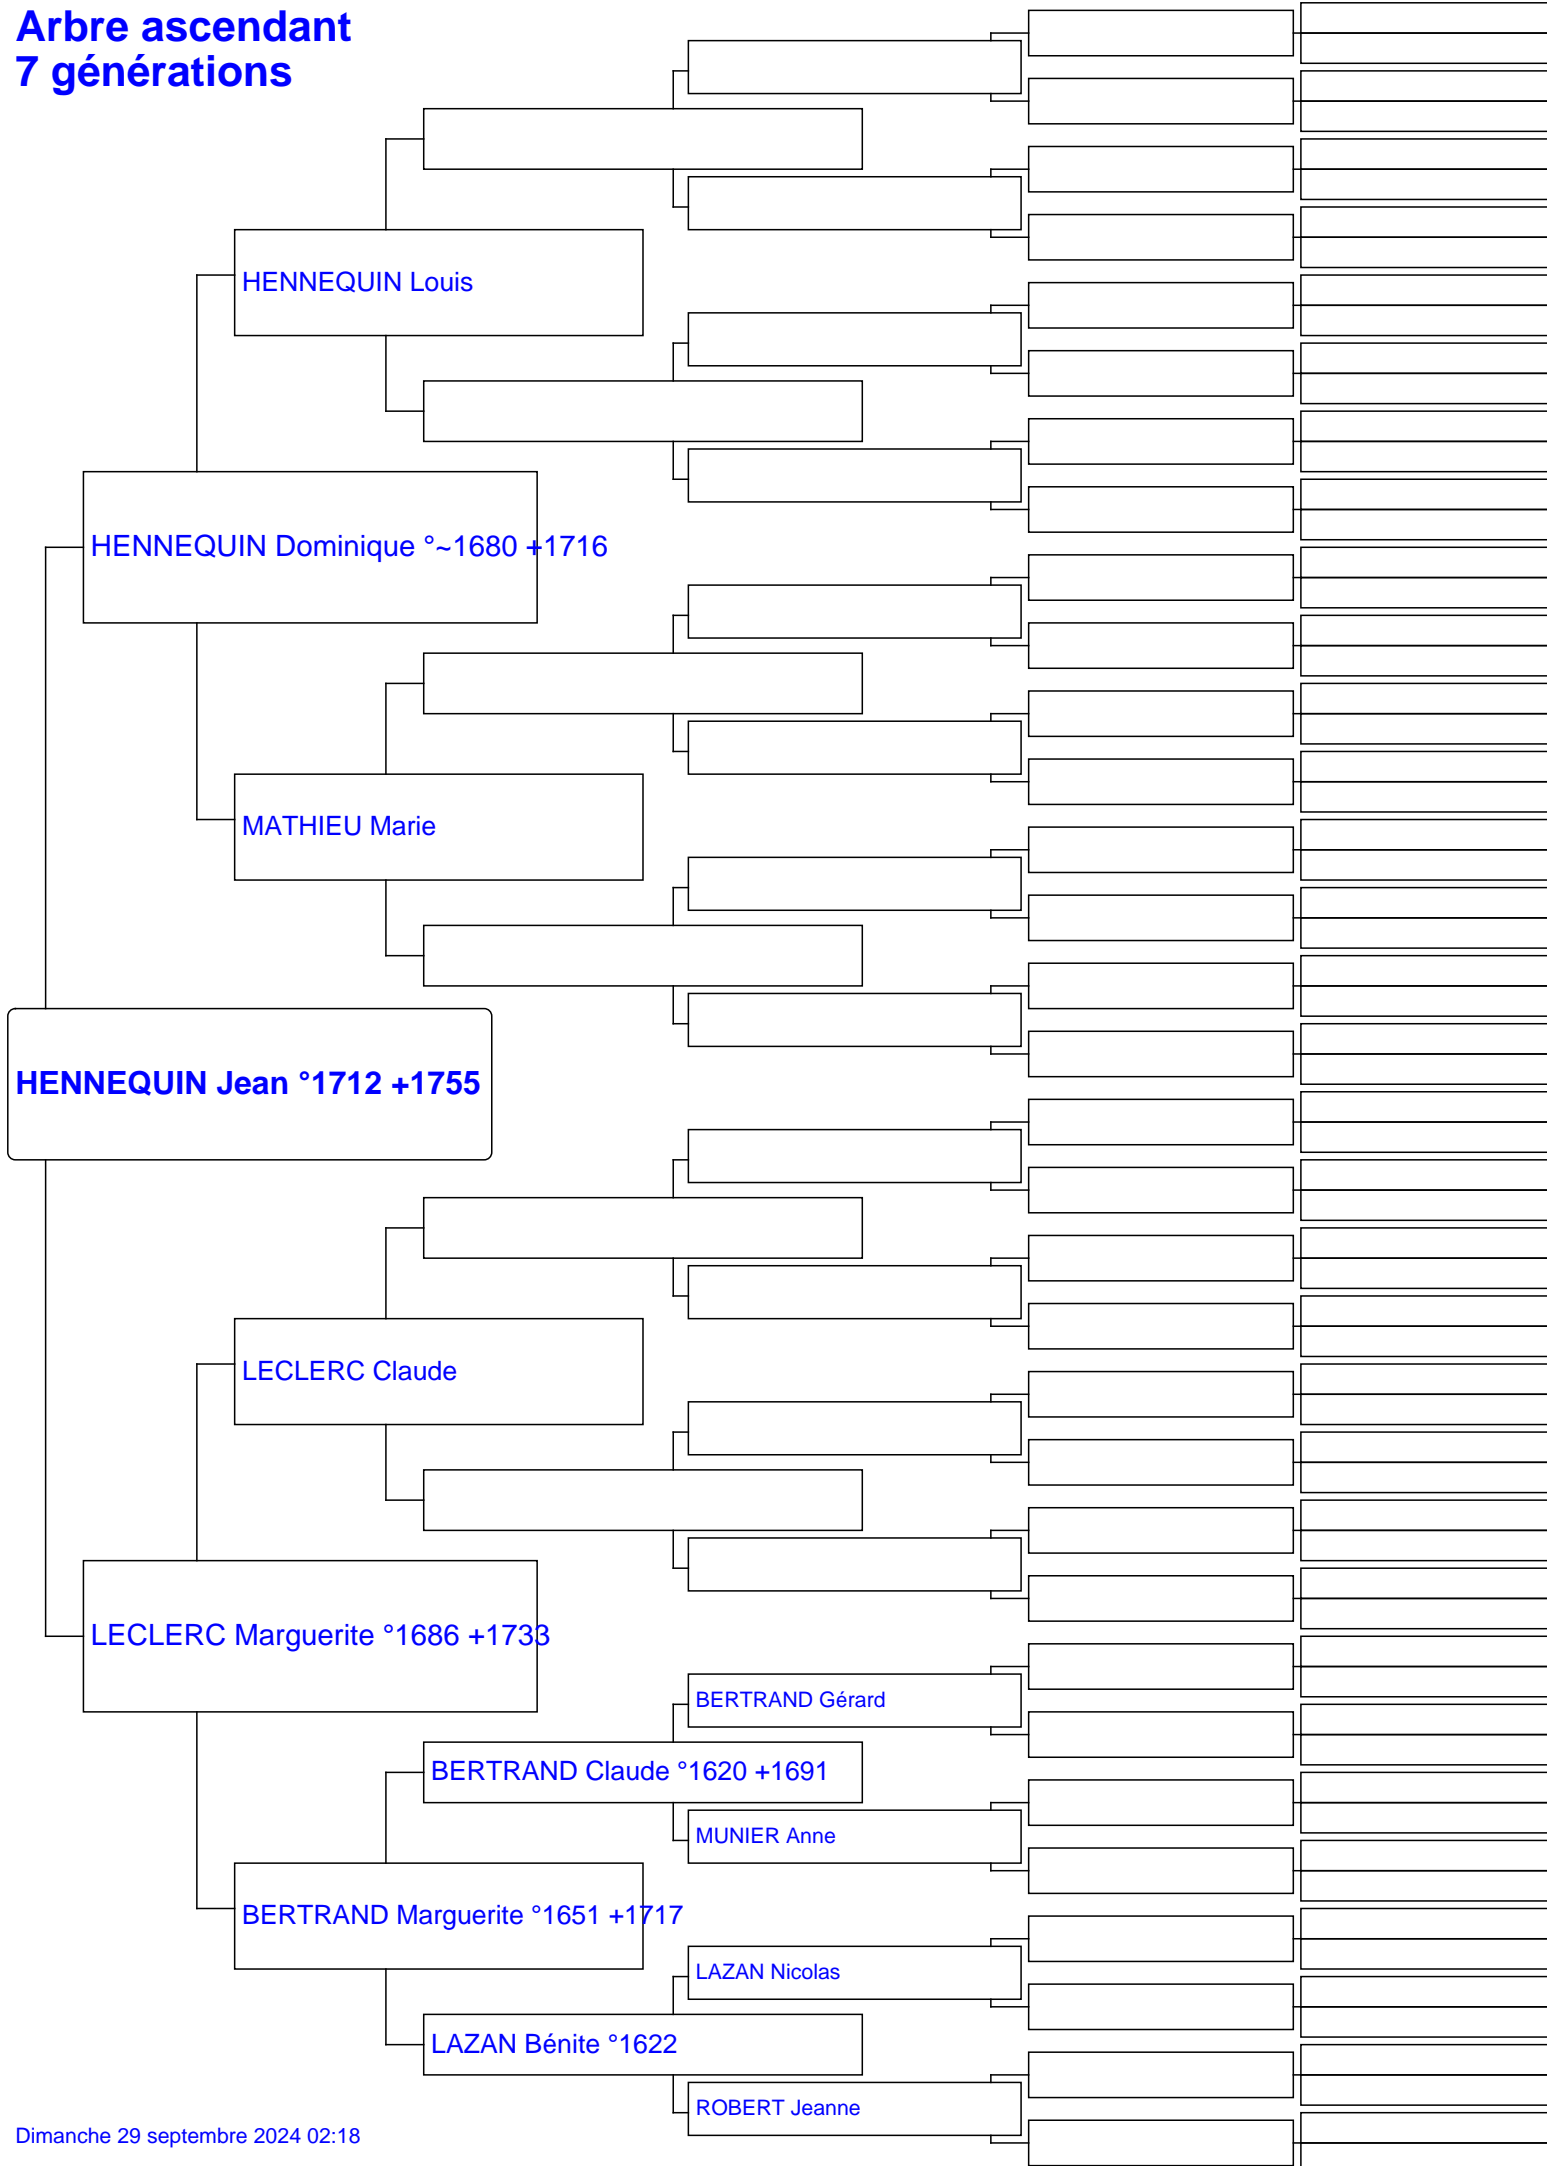 Arbre ascendant
7 générations
HENNEQUIN Louis
HENNEQUIN Dominique °~1680 +1716
MATHIEU Marie
HENNEQUIN Jean °1712 +1755
LECLERC Claude
LECLERC Marguerite °1686 +1733
BERTRAND Gérard
BERTRAND Claude °1620 +1691
MUNIER Anne
BERTRAND Marguerite °1651 +1717
LAZAN Nicolas
LAZAN Bénite °1622
ROBERT Jeanne
Dimanche 29 septembre 2024 02:18